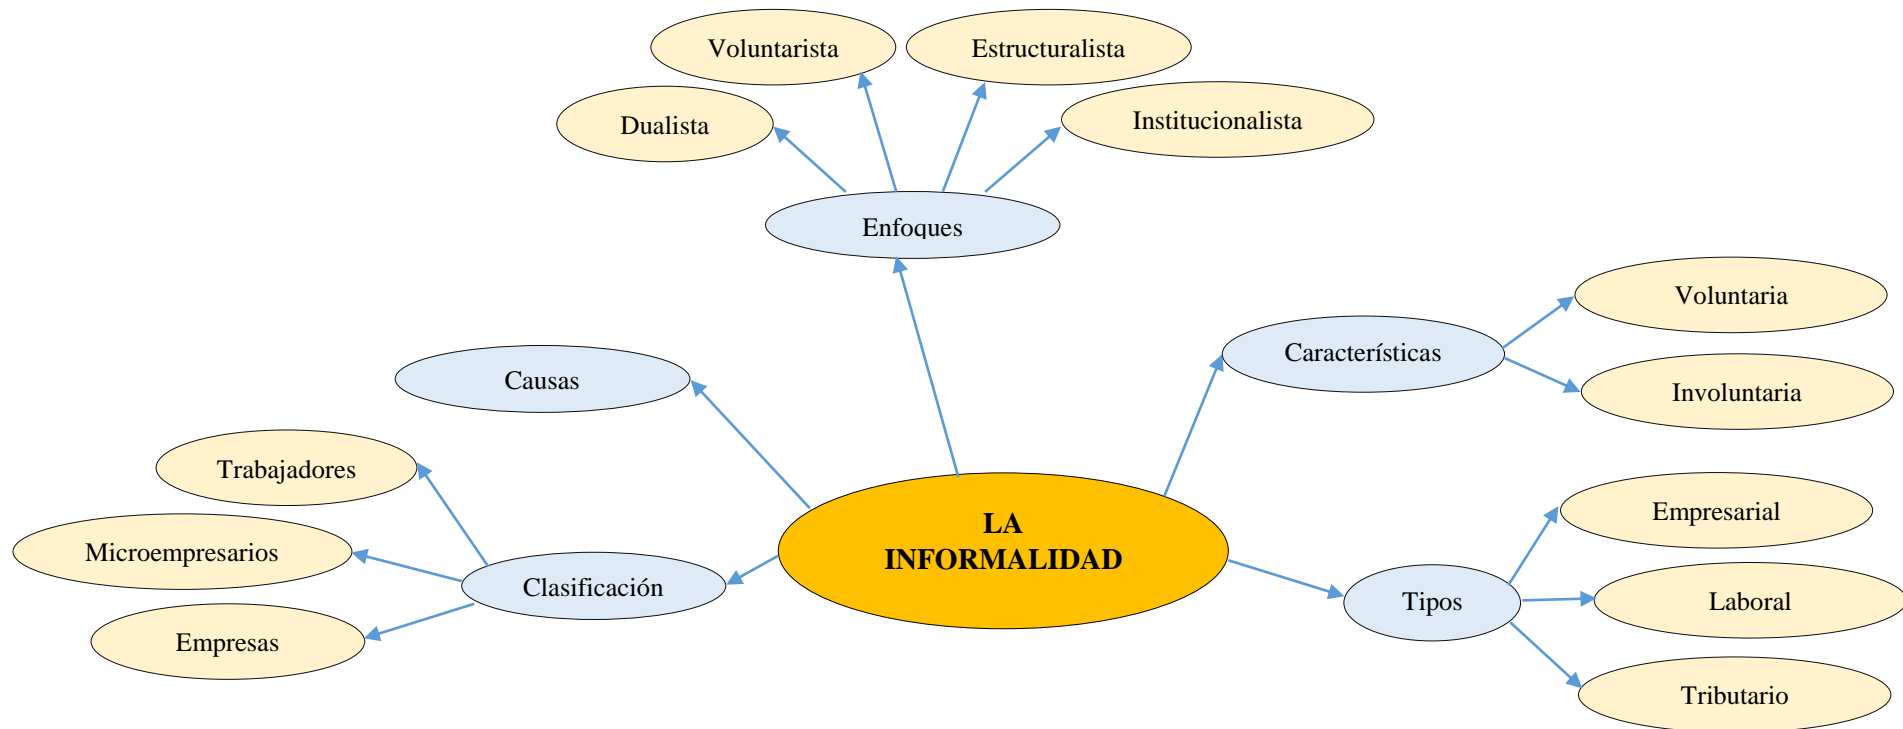 Voluntarista
Estructuralista
Dualista
Institucionalista
Enfoques
Voluntaria
Características
Causas
Involuntaria
Trabajadores
LA
INFORMALIDAD
Empresarial
Microempresarios
Clasificación
Tipos
Laboral
Empresas
Tributario